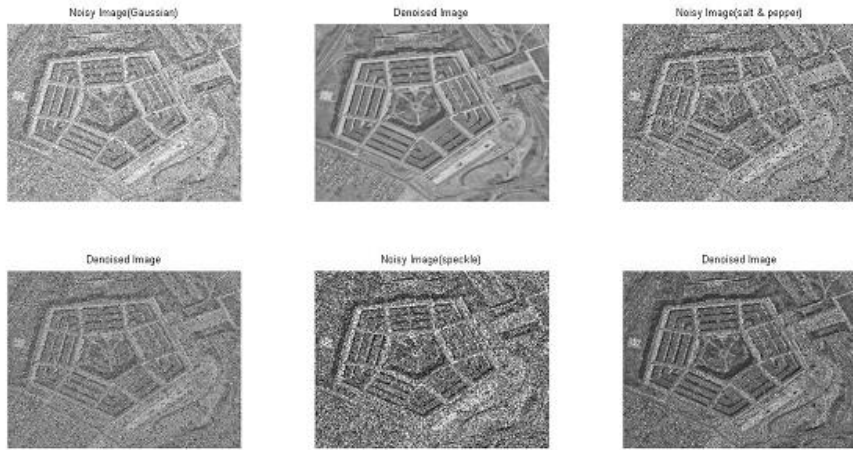 Noisy Image(Gaussian)
Denoised Image
Noisy Image(salt & pepper)
Denoised Image
Noisy Image(speckle)
Denoised Image